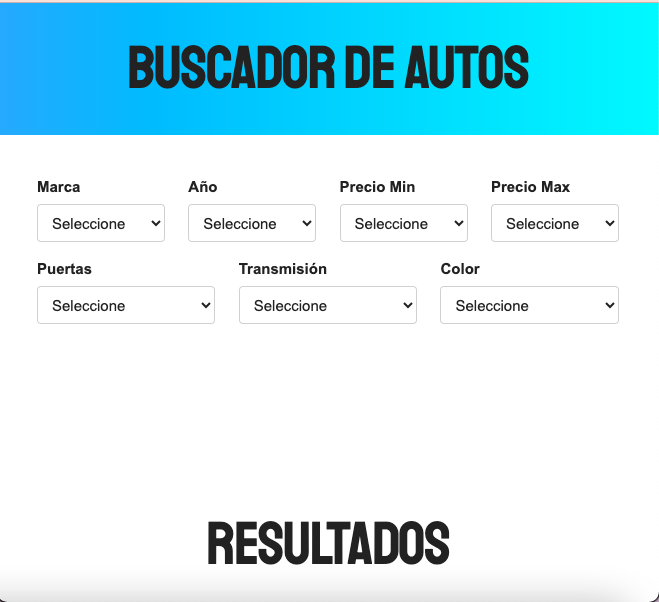 BUSCADOR DE AUTOS
Marca Año Precio Min Precio Max
Seleccione Seleccione Seleccione Seleccione
Puertas Transmisión Color
Seleccione Seleccione Seleccione
RESULTADOS